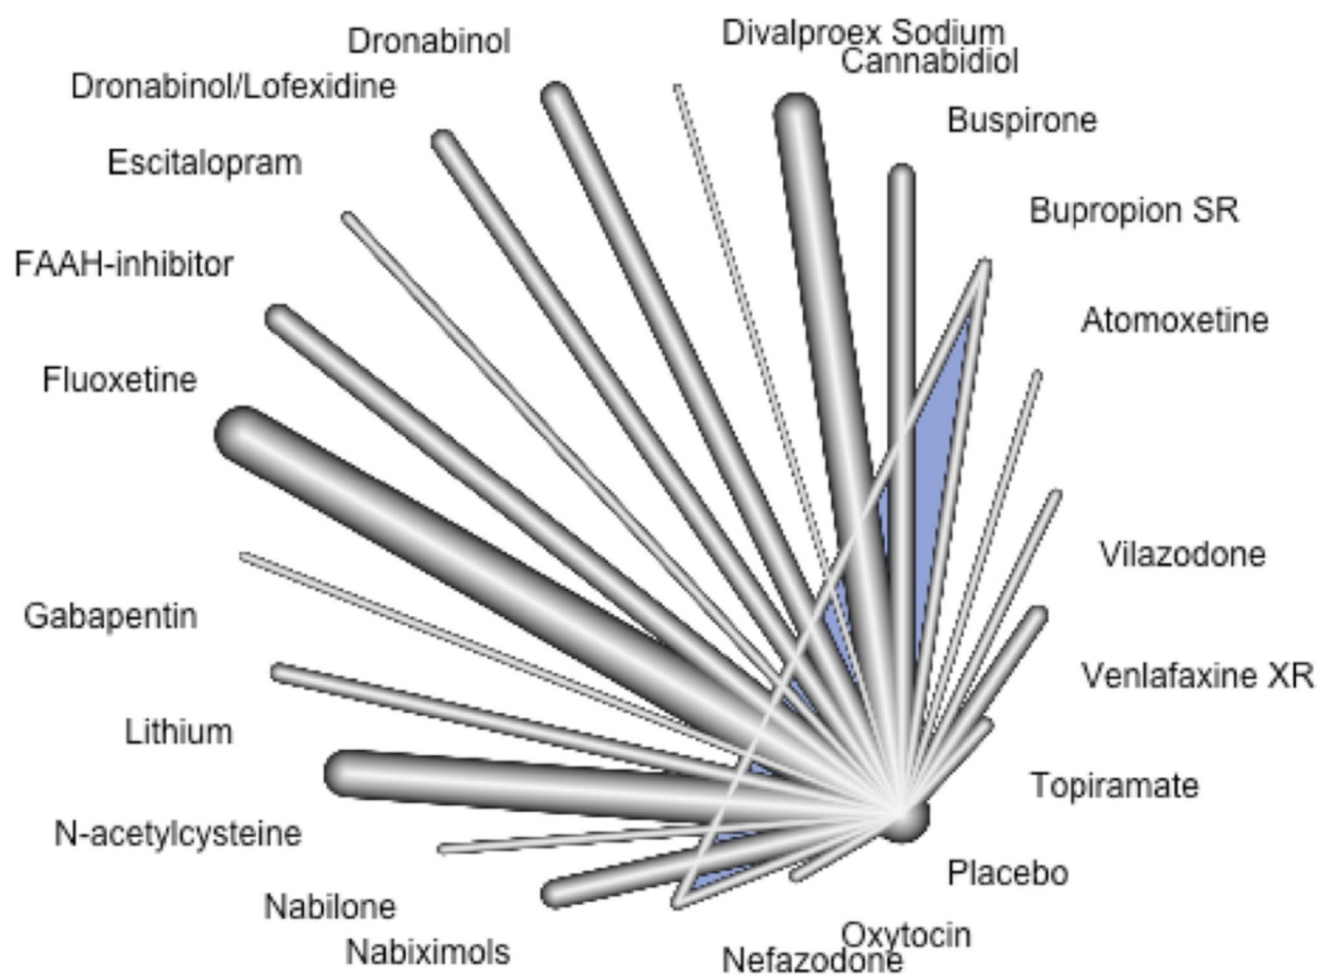 Divalproex Sodium
Dronabinol
Cannabidiol
Dronabinol/Lofexidine
Buspirone
Escitalopram
Bupropion SR
FAAH-inhibitor
Atomoxetine
Fluoxetine
Vilazodone
Gabapentin
Venlafaxine XR
Lithium
Topiramate
N-acetylcysteine
Placebo
Nabilone
Oxytocin
Nabiximols
Nefazodone